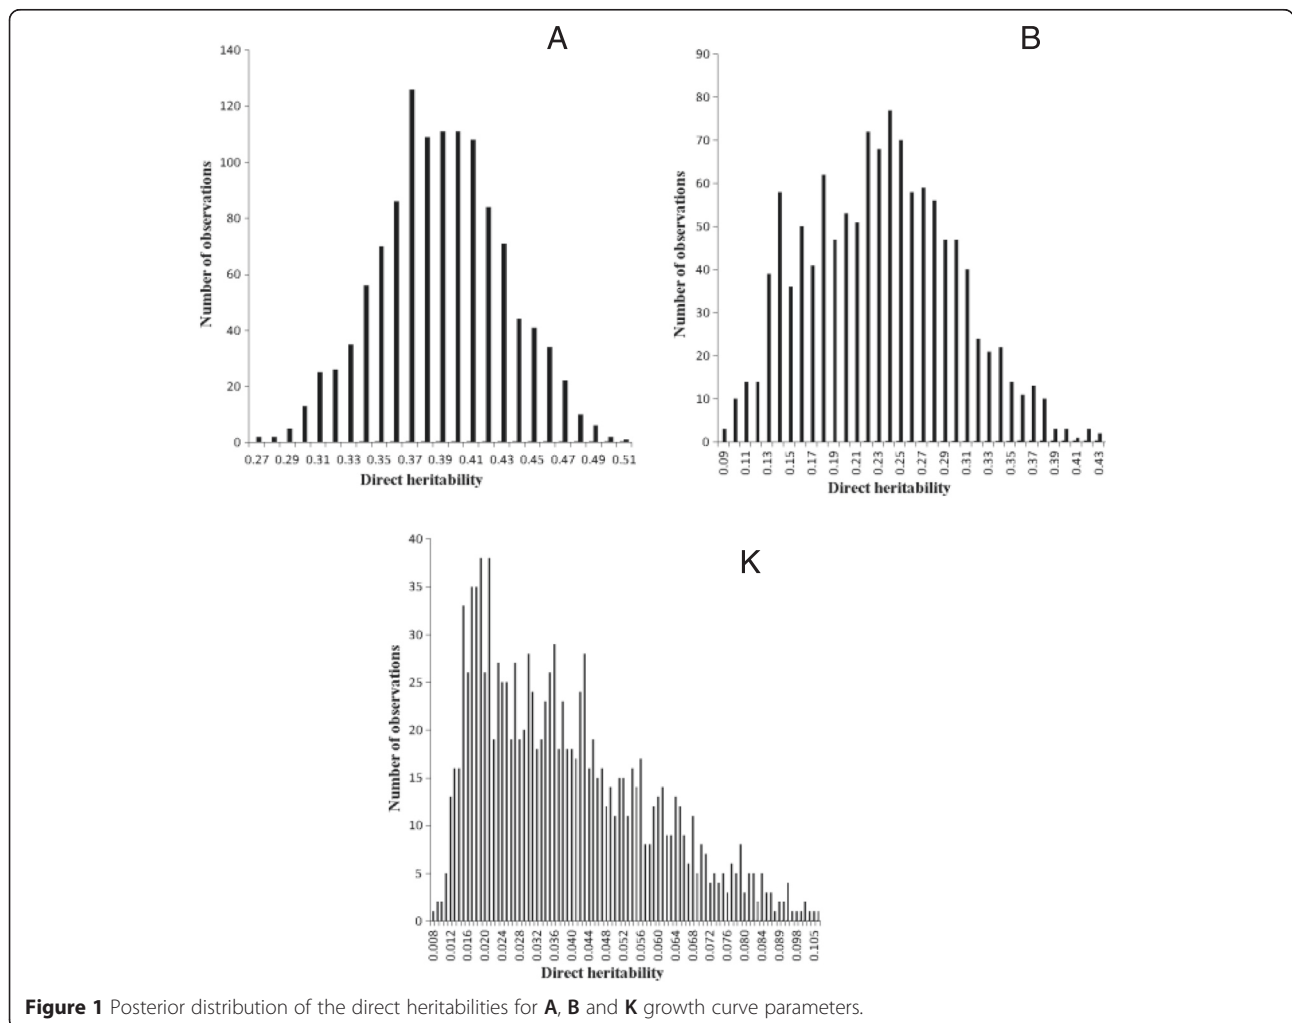 A
140
120
100
80
60
40
20
0
Number of observations
0.27 0.29 0.31 0.33 0.35 0.37 0.39 0.41 0.43 0.45 0.47 0.49 0.51
Direct heritability
B
90
80
70
60
50
40
30
20
10
0
Number of observations
0.09 0.11 0.13 0.15 0.17 0.19 0.21 0.23 0.25 0.27 0.29 0.31 0.33 0.35 0.37 0.39 0.41 0.43
Direct heritability
K
40
35
30
25
20
15
10
5
0
Number of observations
0.008 0.012 0.016 0.020 0.024 0.028 0.032 0.036 0.040 0.044 0.048 0.052 0.056 0.060 0.064 0.068 0.072 0.076 0.080 0.084 0.089 0.098 0.105
Direct heritability
Figure 1 Posterior distribution of the direct heritabilities for A, B and K growth curve parameters.